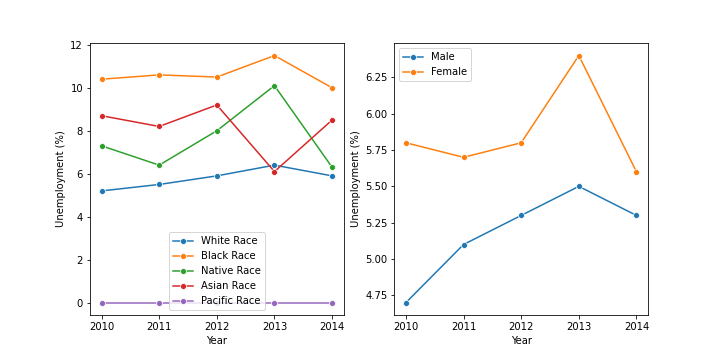 12
10
8
6
4
2
0
Unemployment (%)
White Race
Black Race
Native Race
Asian Race
Pacific Race
2010 2011 2012 2013 2014
Year
Male
Female
6.25
6.00
5.75
5.50
5.25
5.00
4.75
Unemployment (%)
2010 2011 2012 2013 2014
Year